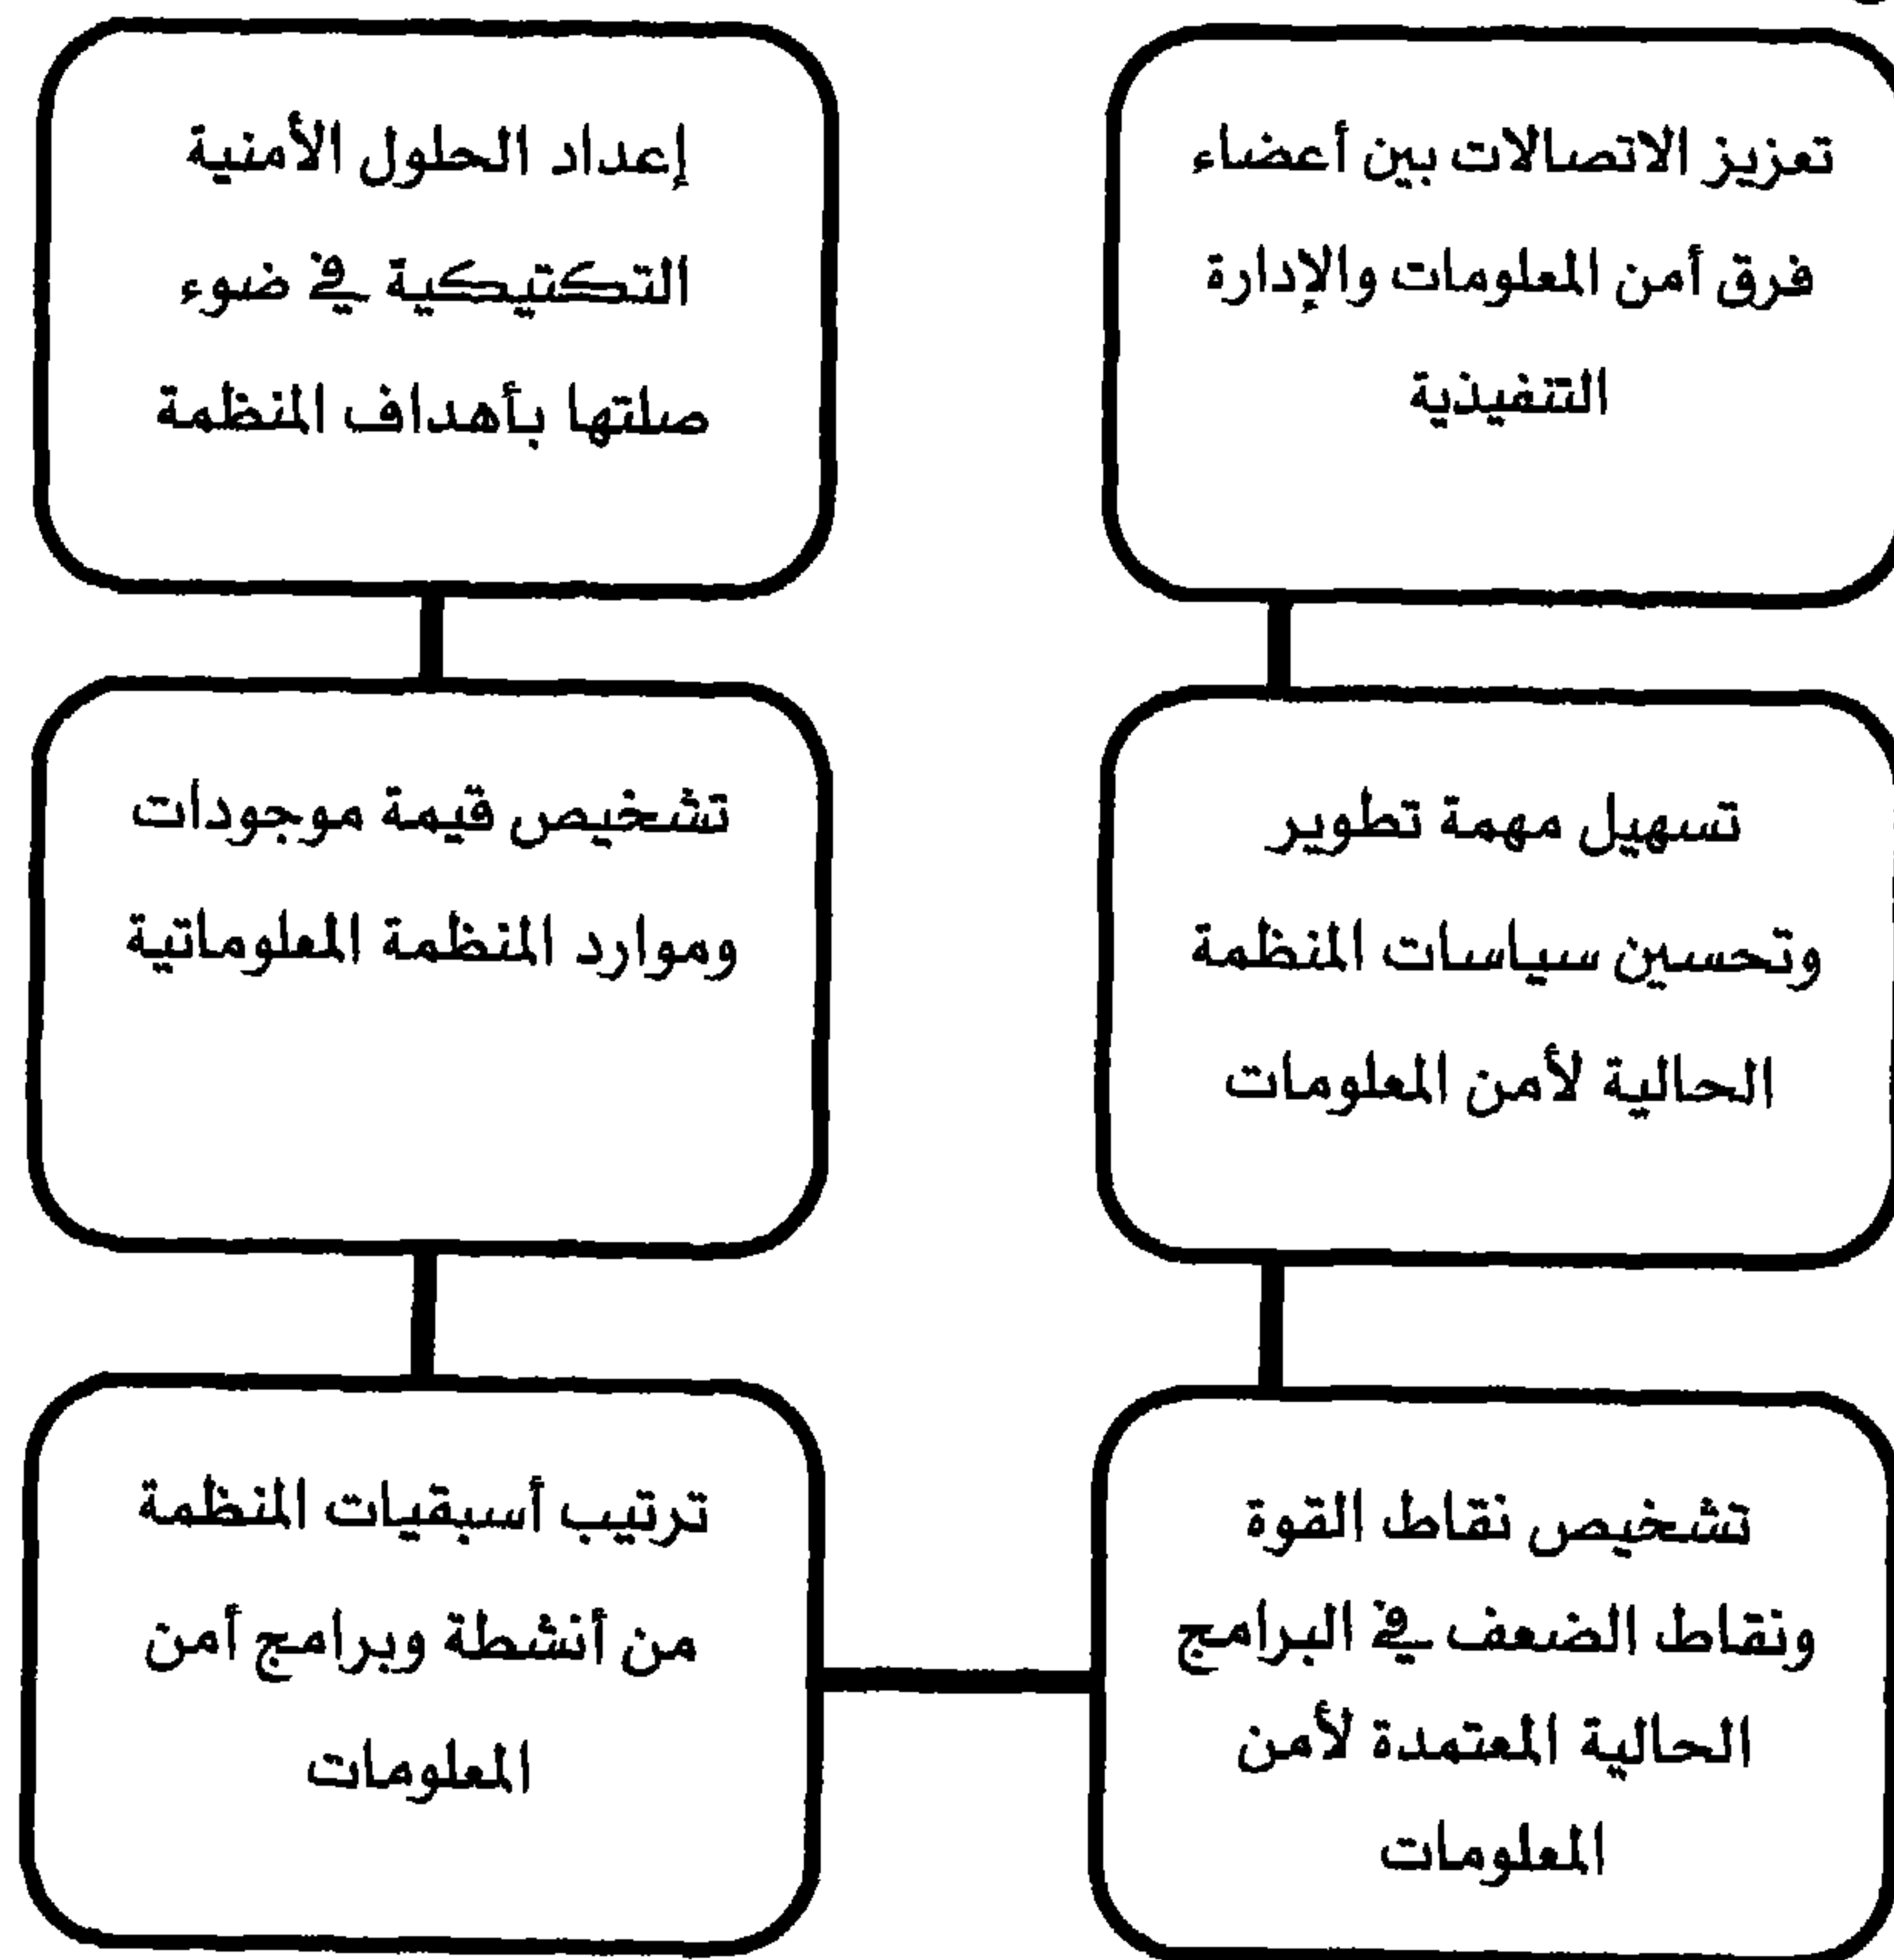 تعزيز الاتصالات بين أعضاء
فرق أمن المعلومات والإدارة
التنفيذية
تسهيل مهمة تطوير
وتحسين سياسات المنظمة
الحالية لأمن المعلومات
تشخيص نقاط القوة
ونقاط الضعف في البرامج
الحالية المعتمدة لأمن
المعلومات
ترتيب أسبقيات المنظمة
من أنشطة وبرامج أمن
المعلومات
تشخيص قيمة موجودات
وموارد المنظمة المعلوماتية
إعداد الحلول الأمنية
التكتيكية في ضوء
صلتها بأهداف المنظمة